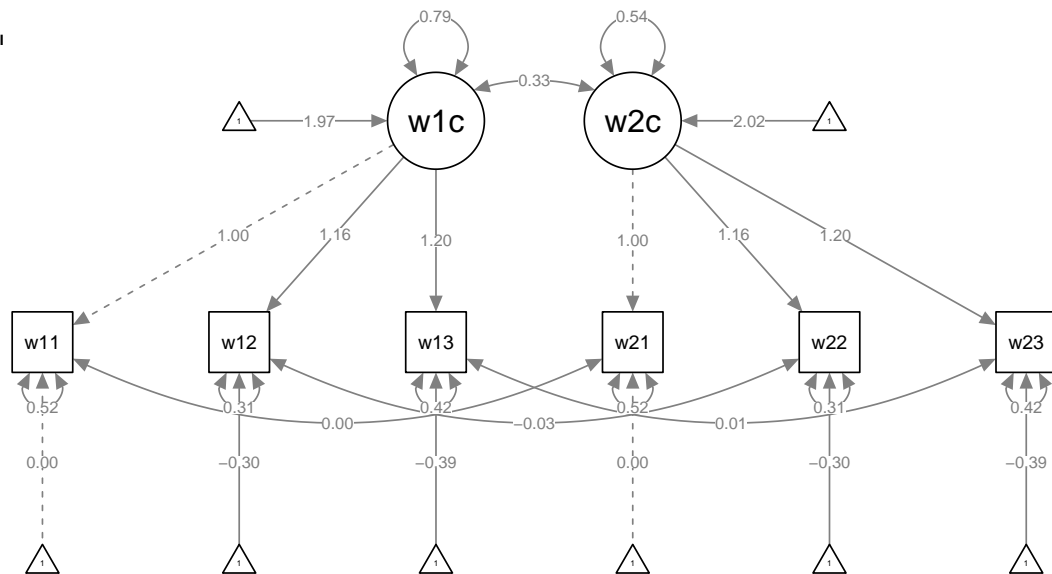 0.79 0.54
0.33
1 1.97 w1c w2c 2.02 1
1.00 1.16 1.20 1.00 1.16 1.20
w11 w12 w13 w21 w22 w23
0.52 0.31 0.42 0.52 0.31 0.42
0.00 −0.03 0.01
0.00 −0.30 −0.39 0.00 −0.30 −0.39
1 1 1 1 1 1